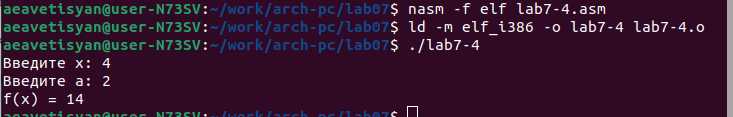 aeavetisyan@user-N73SV:~/work/arch-pc/lab07$ nasm -f elf lab7-4.asm
aeavetisyan@user-N73SV:~/work/arch-pc/lab07$ ld -m elf_i386 -o lab7-4 lab7-4.o
aeavetisyan@user-N73SV:~/work/arch-pc/lab07$ ./lab7-4
Введите x: 4
Введите a: 2
f(x) = 14
aeavetisyan@user-N73SV:~/work/arch-pc/lab07$